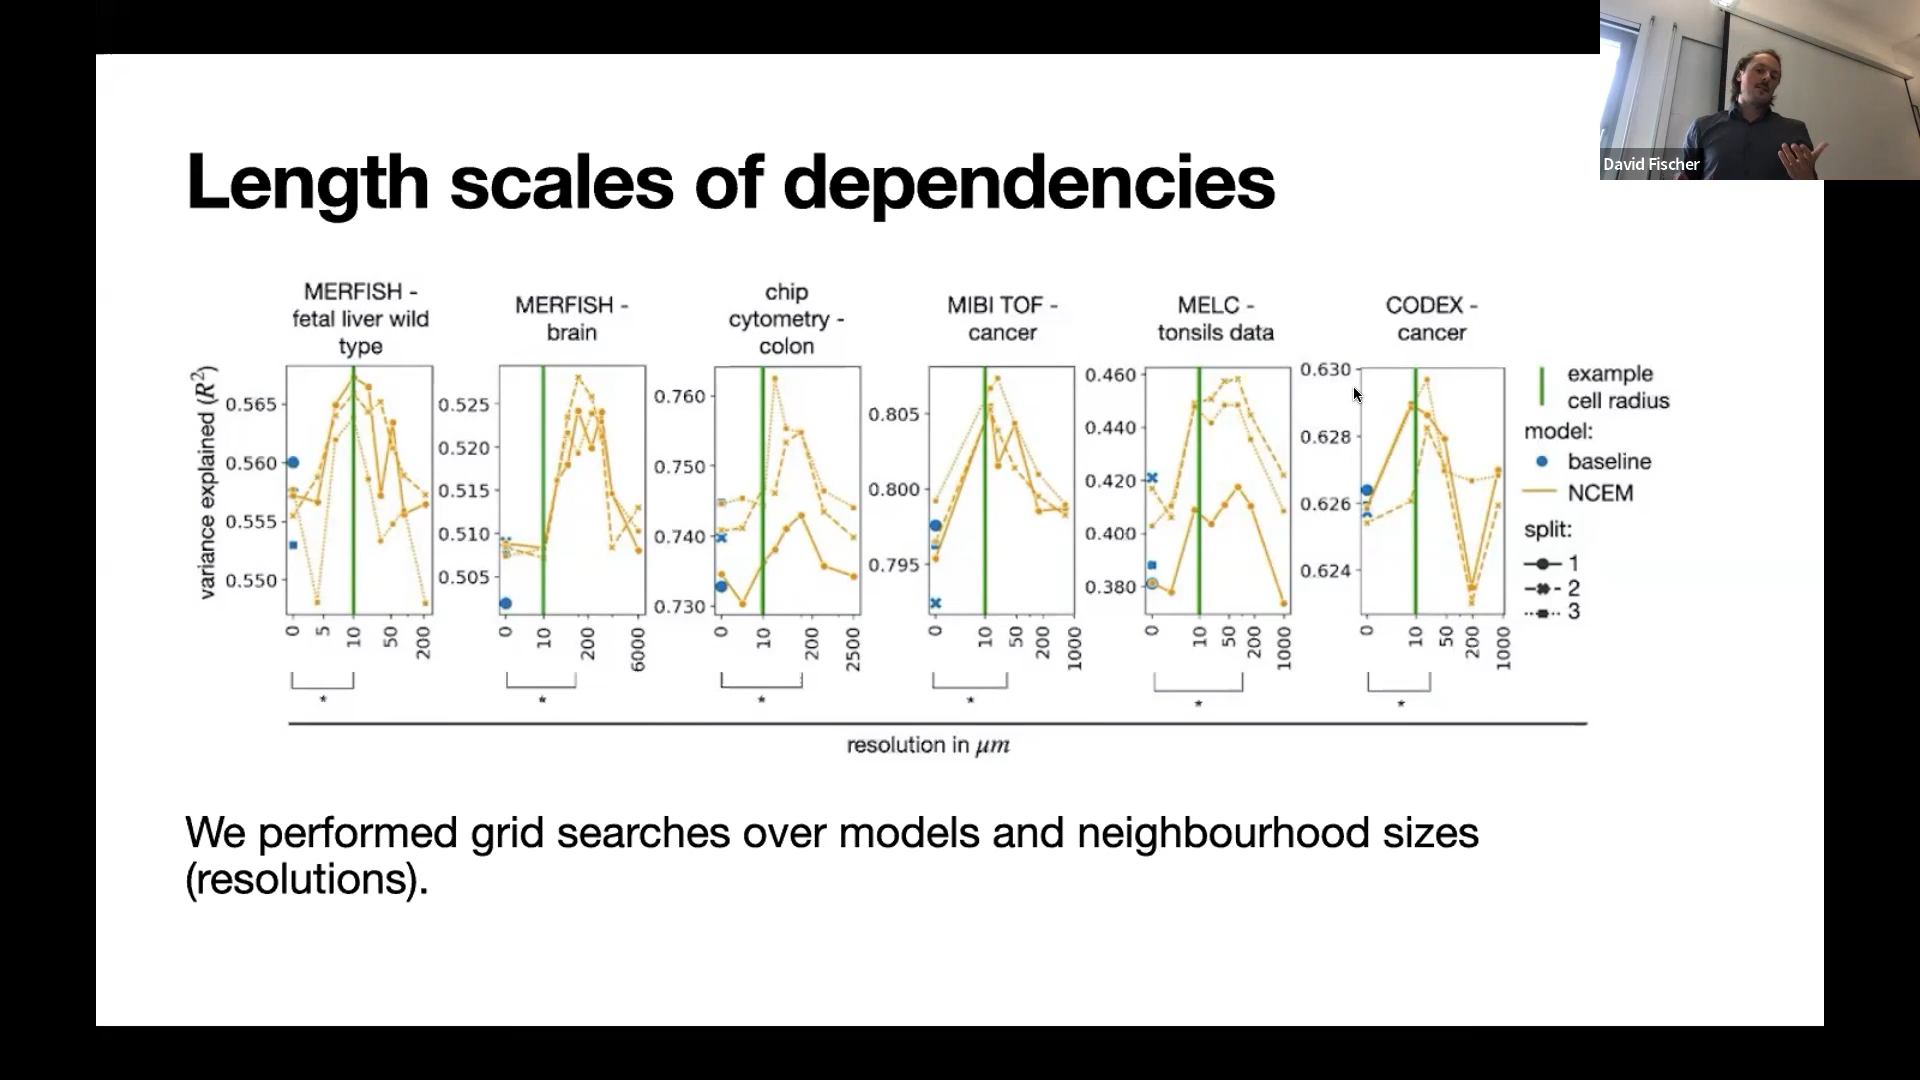 David Fischer
Length scales of dependencies
MERFISH -
fetal liver wild
type
MERFISH -
brain
chip
cytometry -
colon
MIBI TOF -
cancer
MELC -
tonsils data
CODEX -
cancer
variance explained (R²)
0.565
0.560
0.555
0.550
0 5 10 50 200
0.525
0.520
0.515
0.510
0.505
0 10 200 6000
0.760
0.750
0.740
0.730
0 10 200 2500
0.805
0.800
0.795
0 10 50 200 1000
0.460
0.440
0.420
0.400
0.380
0 10 50 200 1000
0.630
0.628
0.626
0.624
0 10 50 200 1000
* * * * * *
example
cell radius
model:
baseline
NCEM
split:
1
2
3
resolution in μm
We performed grid searches over models and neighbourhood sizes
(resolutions).